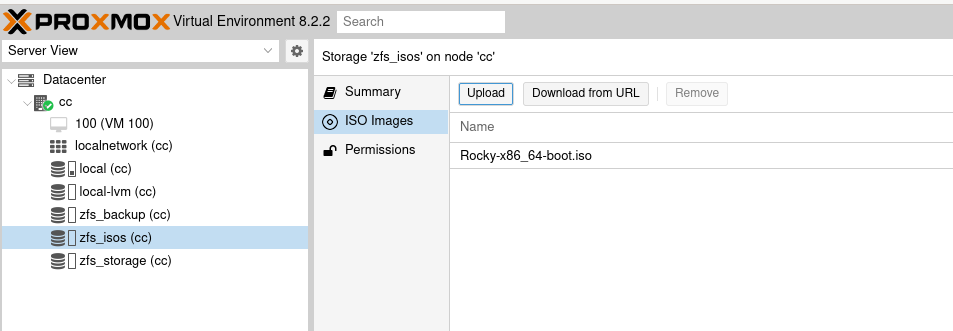 PROXMOX Virtual Environment 8.2.2 Search
Server View
Datacenter
cc
100 (VM 100)
localnetwork (cc)
local (cc)
local-lvm (cc)
zfs_backup (cc)
zfs_isos (cc)
zfs_storage (cc)
Storage 'zfs_isos' on node 'cc'
Summary
ISO Images
Permissions
Upload Download from URL Remove
Name
Rocky-x86_64-boot.iso